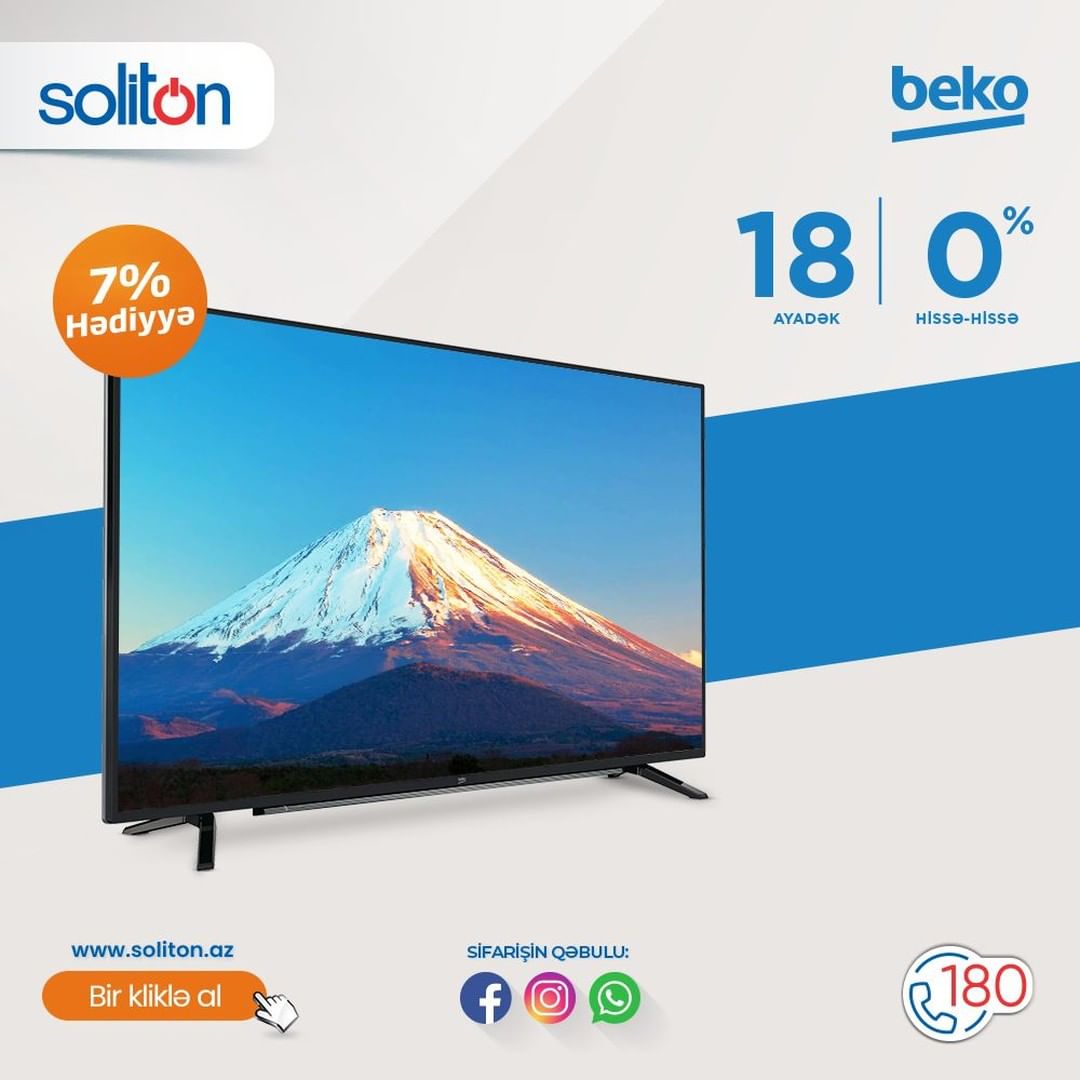 soliton
beko
7%
Hədiyyə
18
AYADƏK
0%
HİSSƏ-HİSSƏ
www.soliton.az
Bir kliklə al
SİFARİŞİN QƏBULU:
180